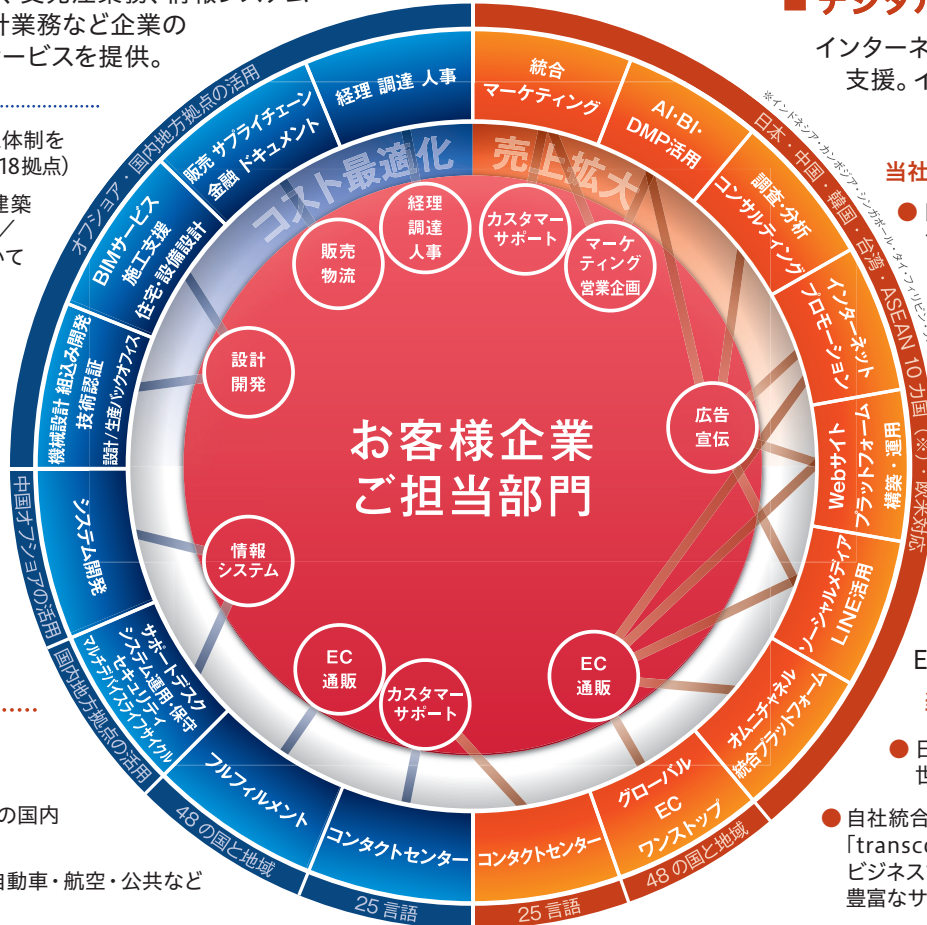 計業務など企業の
ービスを提供。
体制を
18拠点)
建築
／
いて
の国内
自動車・航空・公共など
■ デジタル
インターネ
支援。イ
当社
● 日
E
● 日
世
● 自社統合
「transco
ビジネス
豊富なサ
コスト最適化
売上拡大
お客様企業
ご担当部門
経理
調達
人事
販売
物流
設計
開発
情報
システム
EC
通販
カスタマー
サポート
カスタマー
サポート
マーケ
ティング
営業企画
広告
宣伝
EC
通販
経理 調達 人事
販売 サプライチェーン
金融 ドキュメント
BIMサービス
施工支援
住宅・設備設計
機械設計 組込み開発
技術認証
設計/生産バックオフィス
システム開発
サポートデスク
システム運用・保守
セキュリティ
マルチデバイスライフサイクル
フルフィルメント
コンタクトセンター
統合
マーケティング
AI・BI・
DMP活用
調査・分析
コンサルティング
インターネット
プロモーション
Webサイト
プラットフォーム
構築・運用
ソーシャルメディア
LINE活用
オムニチャネル
統合プラットフォーム
グローバル
EC
ワンストップ
コンタクトセンター
オフショア・国内地方拠点の活用
中国オフショアの活用
国内地方拠点の活用
48の国と地域
25言語
日本・中国・韓国・台湾・ASEAN 10カ国（※）・欧米対応
48の国と地域
25言語
※インドネシア・カンボジア・シンガポール・タイ・フィリピン・